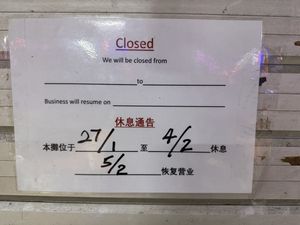 Closed
We will be closed from
to
Business will resume on
休息通告
本摊位于 27/1 至 4/2 休息
5/2 恢复营业